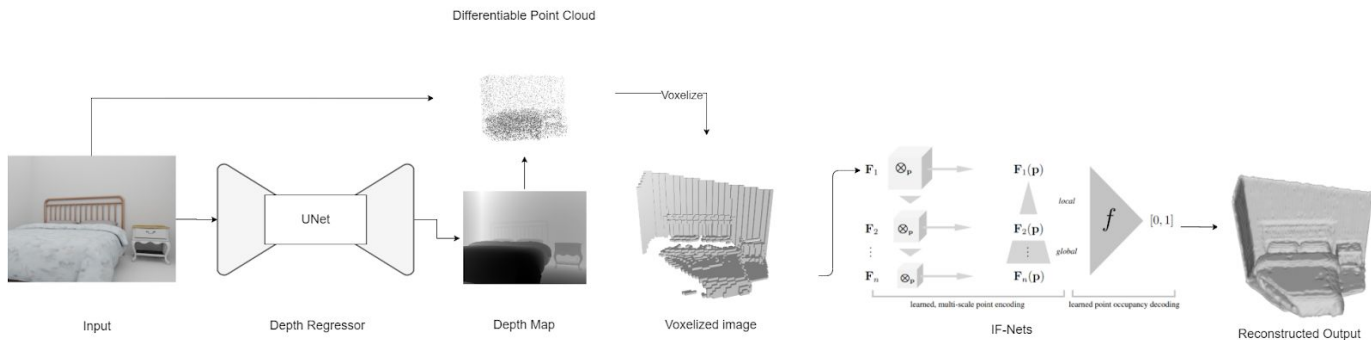 Differentiable Point Cloud
Voxelize
UNet
F₁
⊗p
F₁(p)
local
F₂
⊗p
F₂(p)
f
[0, 1]
⋮
⋮
global
Fₙ
⊗p
Fₙ(p)
learned, multi-scale point encoding
learned point occupancy decoding
Input
Depth Regressor
Depth Map
Voxelized image
IF-Nets
Reconstructed Output